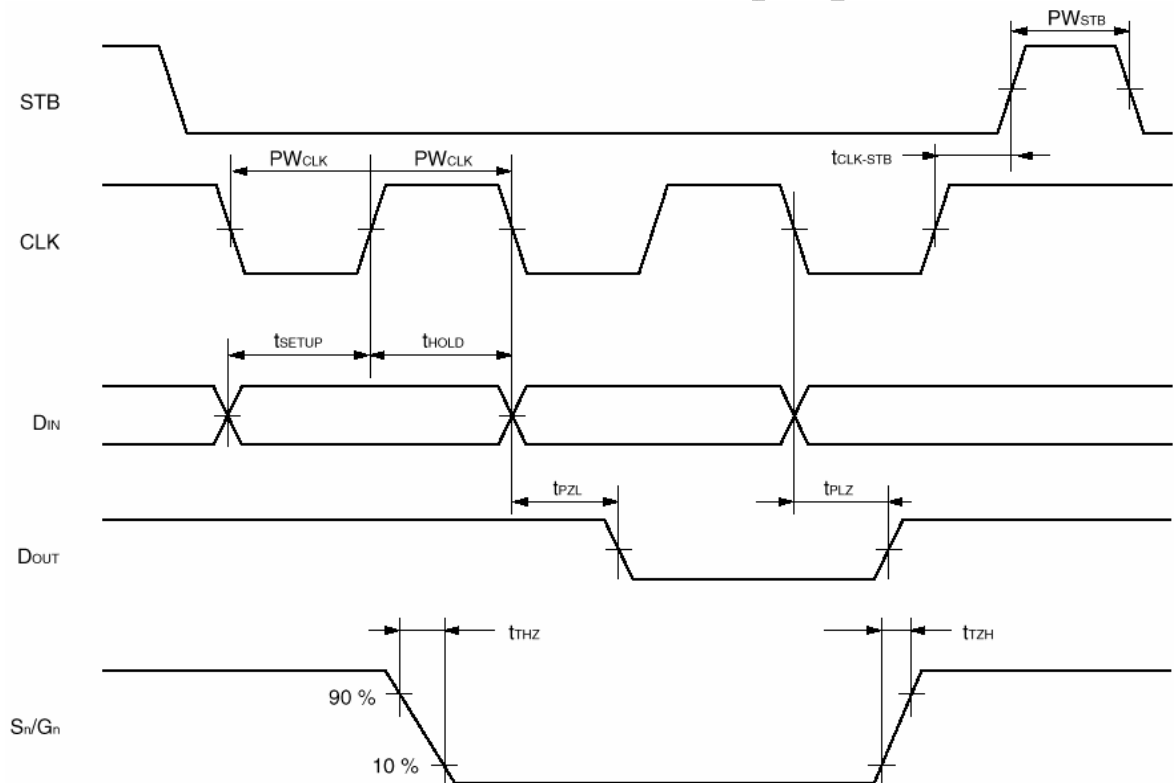 PWSTB
STB
tCLK-STB
PWCLK PWCLK
CLK
tSETUP tHOLD
DIN
tPZL tPLZ
DOUT
tTHZ tTZH
90 %
Sn/Gn
10 %